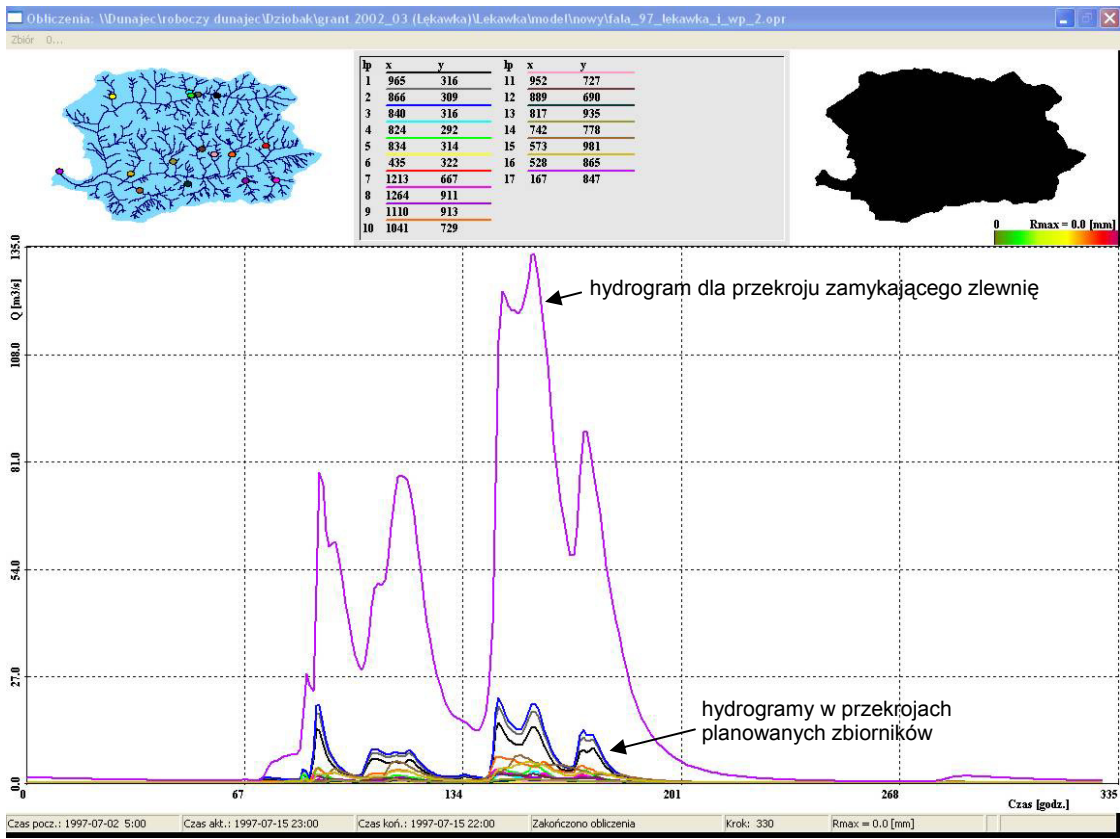 Obliczenia: \\Dunajec\roboczy dunajec\Dziobak\grant 2002_03 (Łękawka)\Lekawka\model\nowy\fala_97_lekawka_i_wp_2.opr
Zbiór 0...
lp x y lp x y
1 965 316 11 952 727
2 866 309 12 889 690
3 840 316 13 817 935
4 824 292 14 742 778
5 834 314 15 573 981
6 435 322 16 528 865
7 1213 667 17 167 847
8 1264 911
9 1110 913
10 1041 729
0 Rmax = 0.0 [mm]
135.0
Q [m3/s]
hydrogram dla przekroju zamykającego zlewnię
108.0
81.0
54.0
27.0
hydrogramy w przekrojach
planowanych zbiorników
0.0
67 134 201 268 335
Czas [godz.]
Czas pocz.: 1997-07-02 5:00 Czas akt.: 1997-07-15 23:00 Czas koń.: 1997-07-15 22:00 Zakończono obliczenia Krok: 330 Rmax = 0.0 [mm]